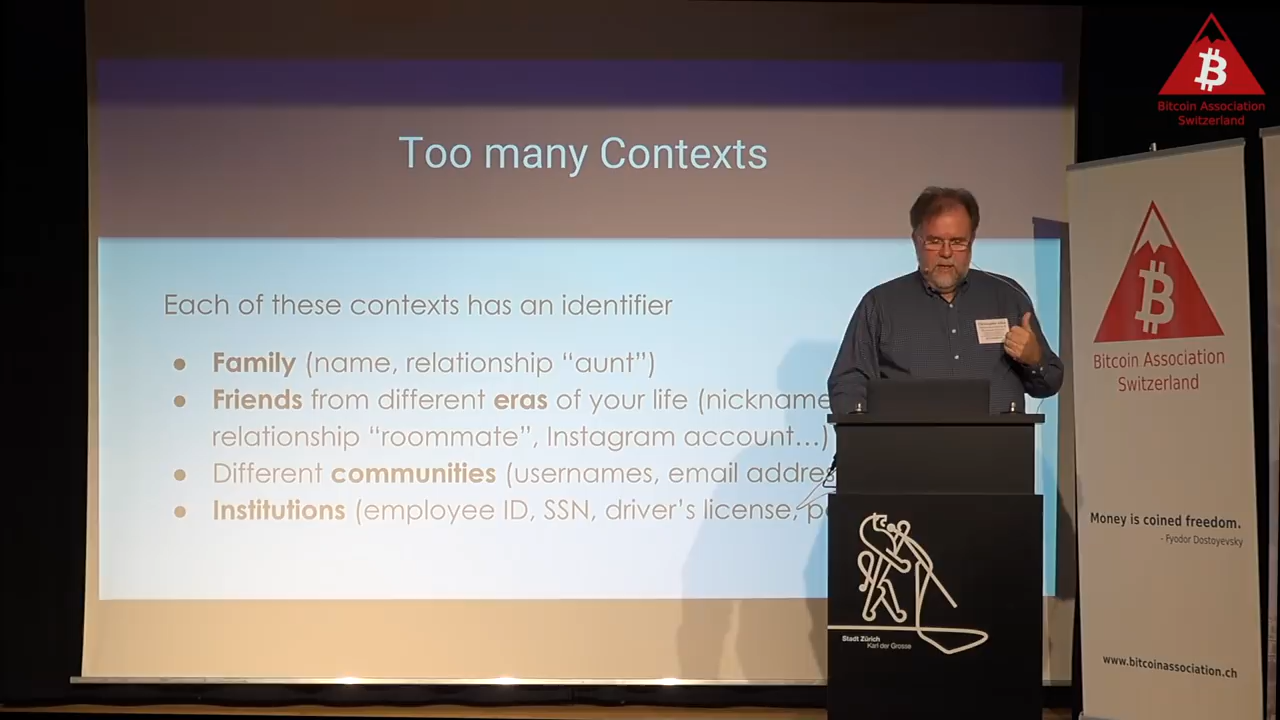 Too many Contexts
Each of these contexts has an identifier
● Family (name, relationship “aunt”)
● Friends from different eras of your life (nickname
relationship “roommate”, Instagram account...)
● Different communities (usernames, email addres
● Institutions (employee ID, SSN, driver’s license, p
Bitcoin Association
Switzerland
Bitcoin Association
Switzerland
Money is coined freedom.
- Fyodor Dostoyevsky
www.bitcoinassociation.ch
Stadt Zürich
Karl der Grosse